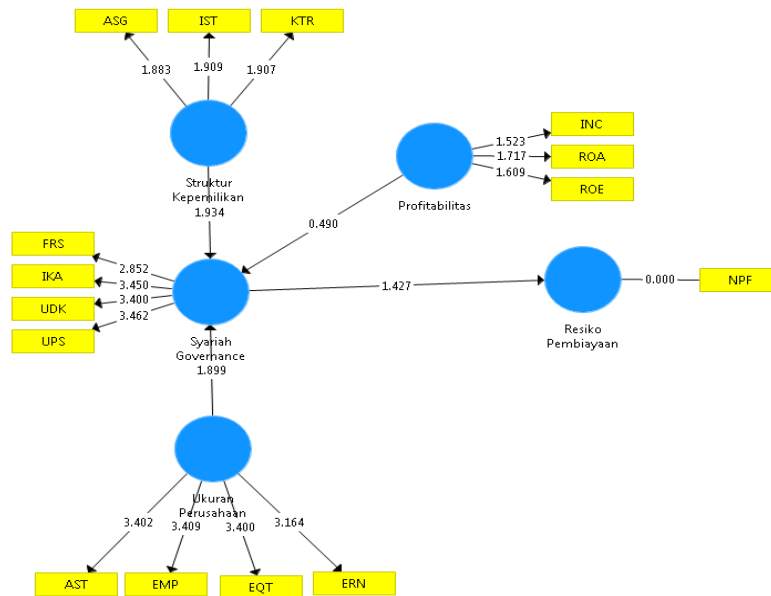 ASG
IST
KTR
1.883
1.909
1.907
Struktur
Kepemilikan
1.934
INC
ROA
ROE
1.523
1.717
1.609
Profitabilitas
0.490
FRS
IKA
UDK
UPS
2.852
3.450
3.400
3.462
Syariah
Governance
1.899
1.427
Resiko
Pembiayaan
0.000
NPF
Ukuran
Perusahaan
3.402
3.409
3.400
3.164
AST
EMP
EQT
ERN